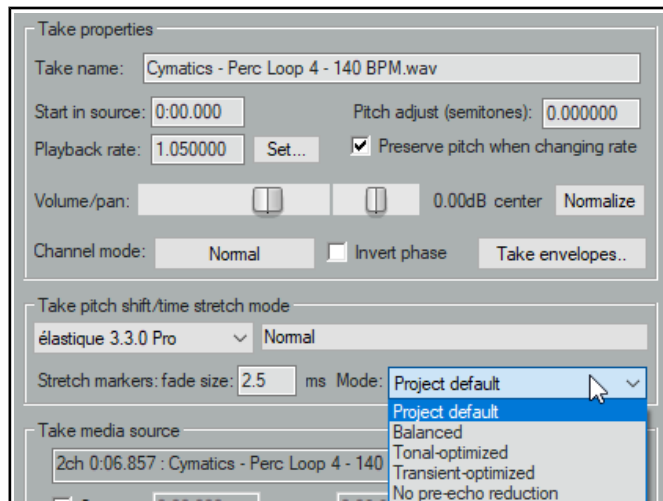 Take properties
Take name: Cymatics - Perc Loop 4 - 140 BPM.wav
Start in source: 0:00.000 Pitch adjust (semitones): 0.000000
Playback rate: 1.050000 Set... Preserve pitch when changing rate
Volume/pan: 0.00dB center Normalize
Channel mode: Normal Invert phase Take envelopes..
Take pitch shift/time stretch mode
élastique 3.3.0 Pro Normal
Stretch markers: fade size: 2.5 ms Mode: Project default
Project default
Balanced
Take media source
Tonal-optimized
2ch 0:06.857 : Cymatics - Perc Loop 4 - 140
Transient-optimized
No pre-echo reduction